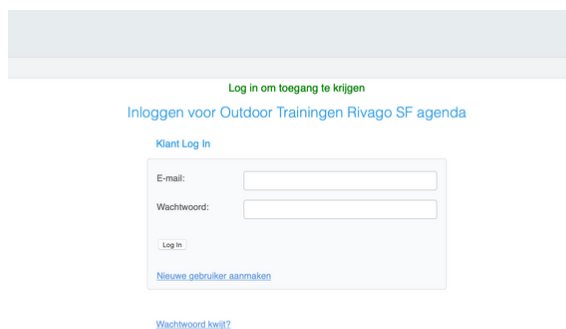 Log in om toegang te krijgen
Inloggen voor Outdoor Trainingen Rivago SF agenda
Klant Log In
E-mail:
Wachtwoord:
Log In
Nieuwe gebruiker aanmaken
Wachtwoord kwijt?